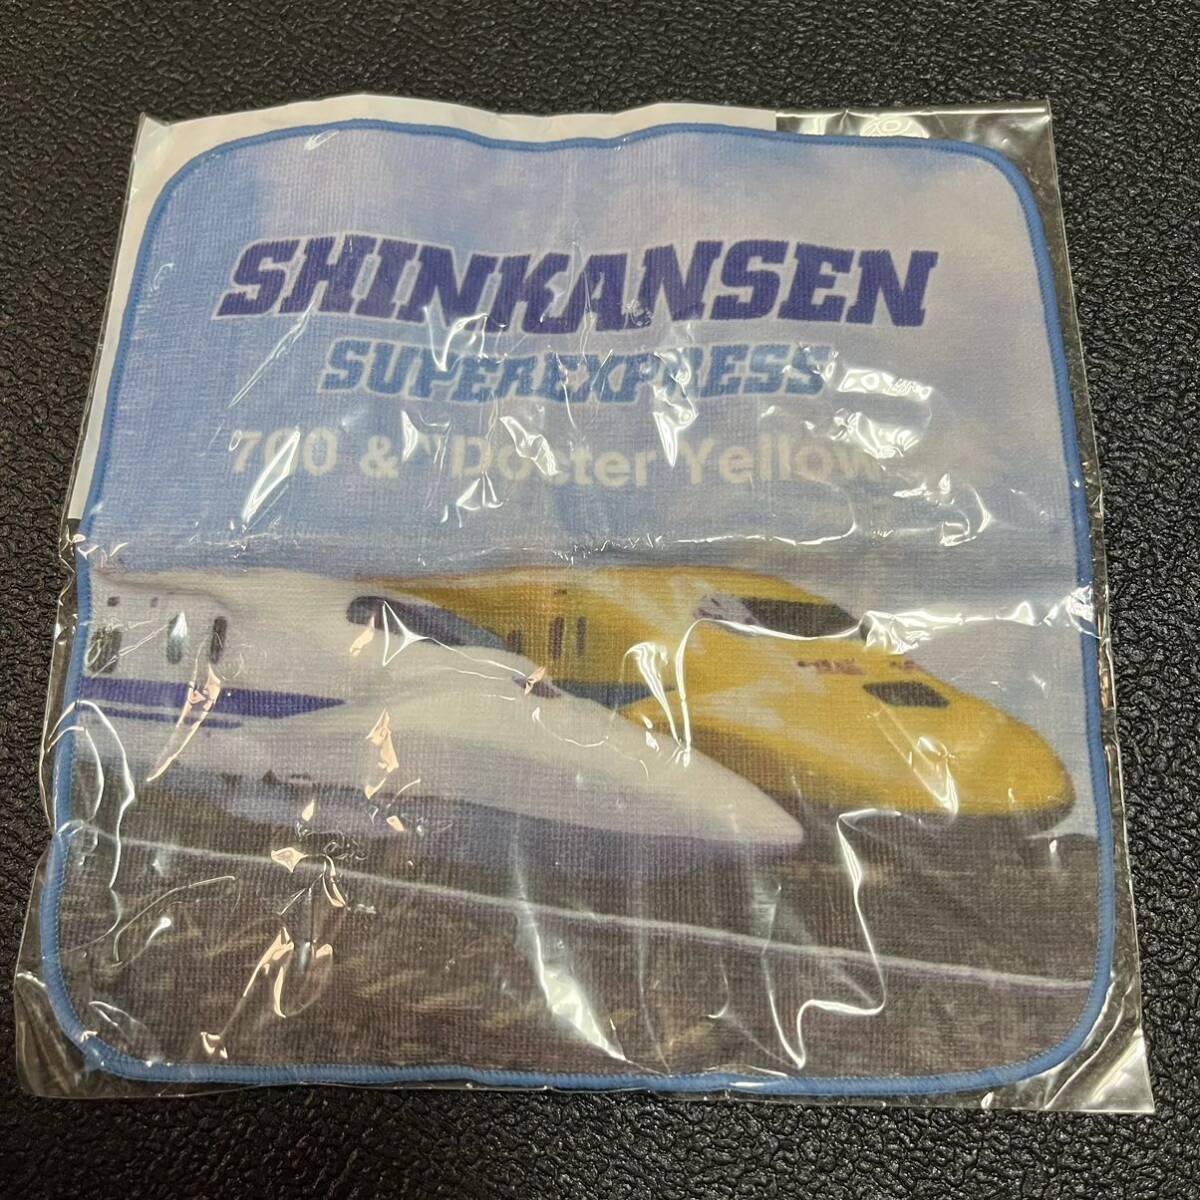 SHINKANSEN
SUPEREXPRESS
700 & "Docter Yellow